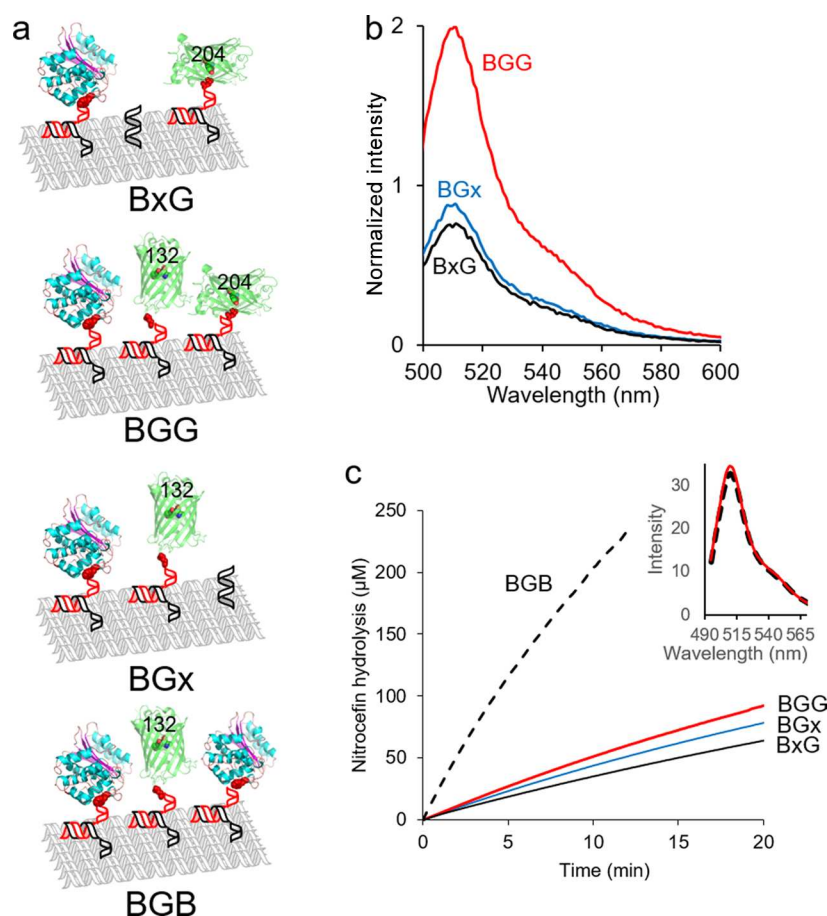 a
204
BxG
132
204
BGG
132
BGx
132
BGB
b
2
1
0
Normalized intensity
BGG
BGx
BxG
500 520 540 560 580 600
Wavelength (nm)
c
250
200
150
100
50
0
Nitrocefin hydrolysis (µM)
BGB
BGG
BGx
BxG
0 5 10 15 20
Time (min)
30
20
10
0
Intensity
490 515 540 565
Wavelength (nm)